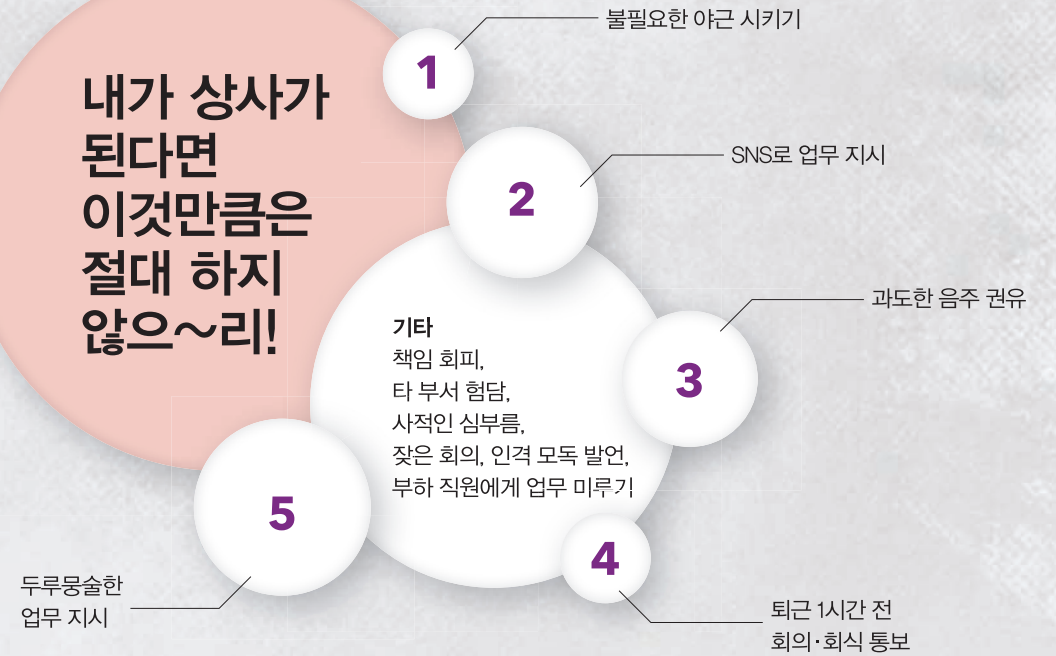 내가 상사가
된다면
이것만큼은
절대 하지
않으~리!
1
불필요한 야근 시키기
2
SNS로 업무 지시
3
과도한 음주 권유
기타
책임 회피,
타 부서 험담,
사적인 심부름,
잦은 회의, 인격 모독 발언,
부하 직원에게 업무 미루기
4
퇴근 1시간 전
회의·회식 통보
5
두루뭉술한
업무 지시